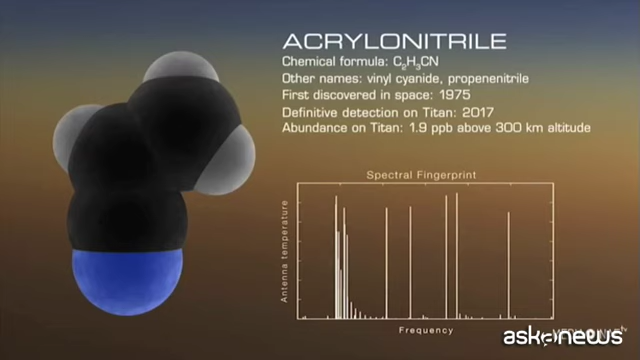 ACRYLONITRILE
Chemical formula: C₂H₃CN
Other names: vinyl cyanide, propenenitrile
First discovered in space: 1975
Definitive detection on Titan: 2017
Abundance on Titan: 1.9 ppb above 300 km altitude
Spectral Fingerprint
Antenna temperature
Frequency
askanews